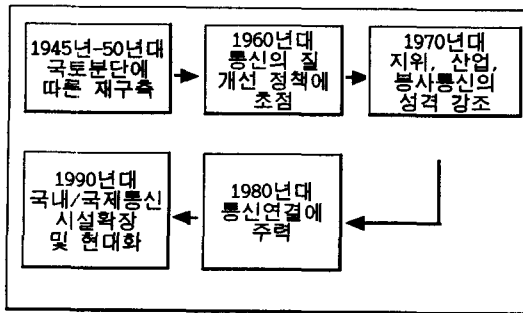 1945년-50년대
국토분단에
따른 재구축
1960년대
통신의 질
개선 정책에
초점
1970년대
지위, 산업,
봉사통신의
성격 강조
1980년대
통신연결에
주력
1990년대
국내/국제통신
시설확장
및 현대화